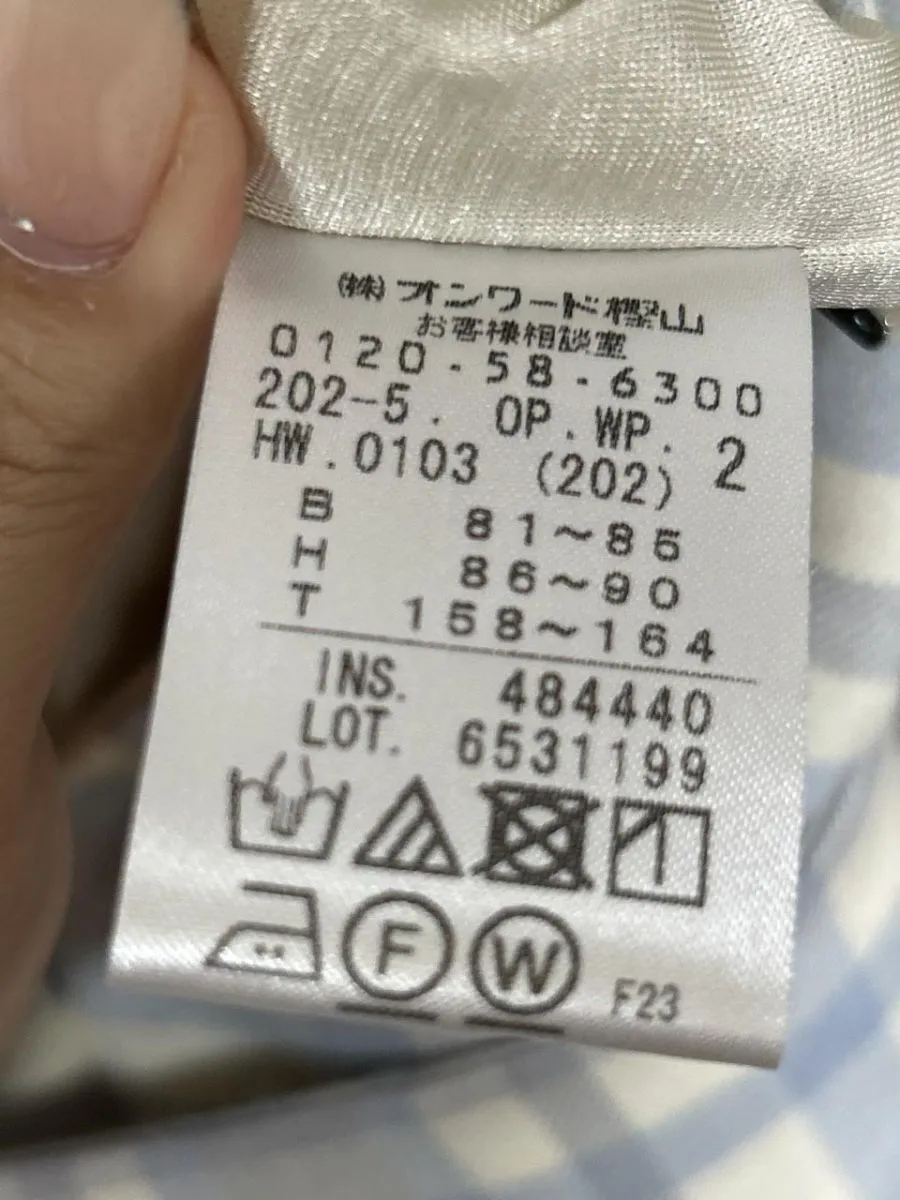 ㈱オンワード樫山
お客様相談室
0120-58-6300
202-5. OP.WP. 2
HW.0103 (202)
B 81~85
H 86~90
T 158~164
INS. 484440
LOT. 6531199
F W F23